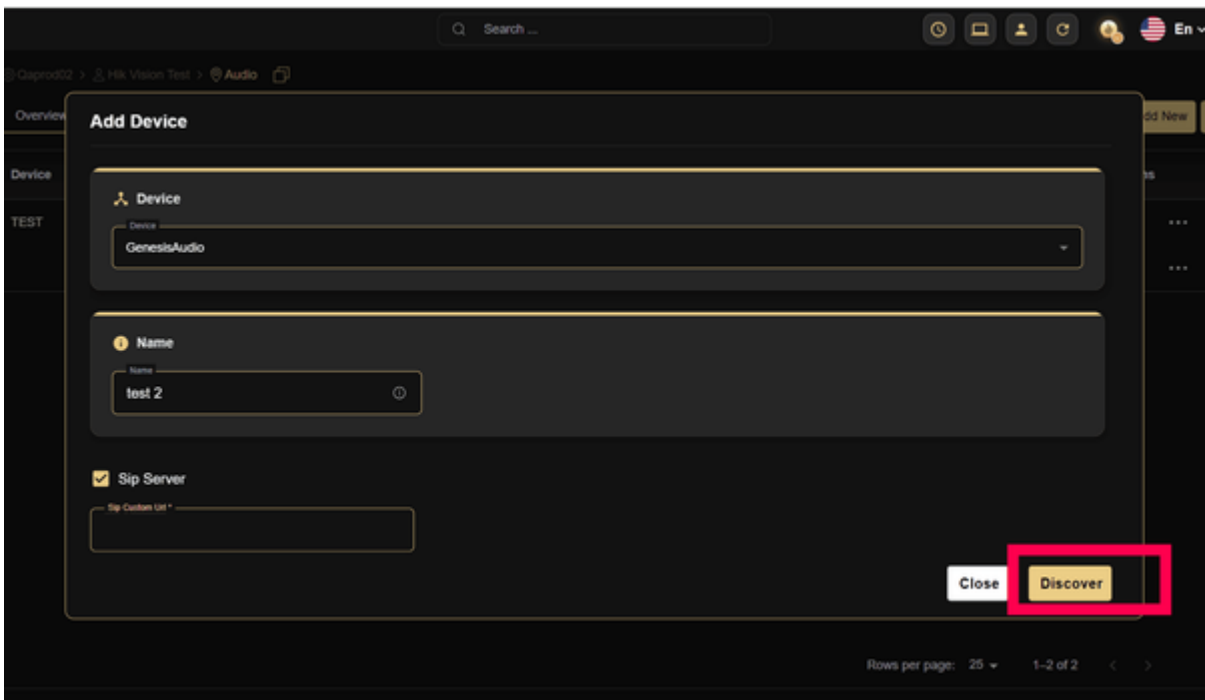 Search ...
En
Qaprod02 > Hik Vision Test > Audio
Overview
Add Device
dd New
Device
ns
Device
Device
TEST
GenesisAudio
Name
Name
test 2
Sip Server
Sip Custom Url *
Close
Discover
Rows per page: 25
1–2 of 2